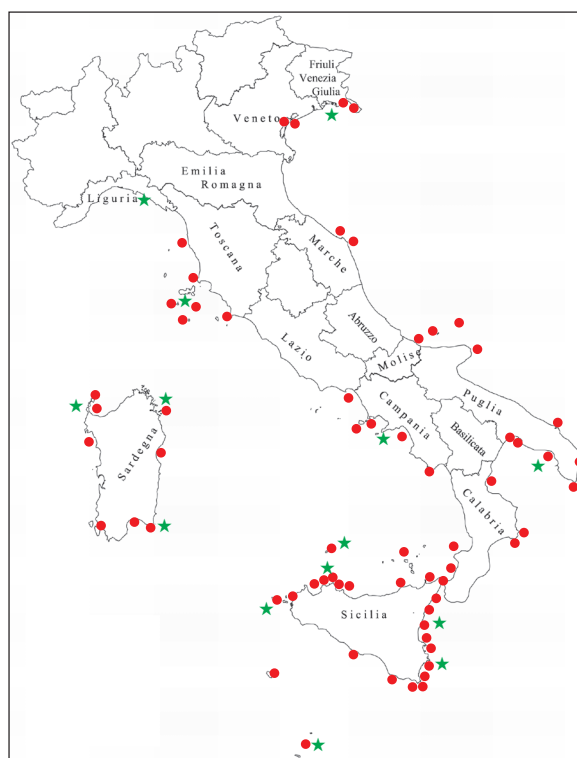 Friuli
Venezia
Giulia
Veneto
Emilia
Romagna
Liguria
Toscana
Marche
Abruzzo
Lazio
Molise
Campania
Puglia
Basilicata
Sardegna
Calabria
Sicilia